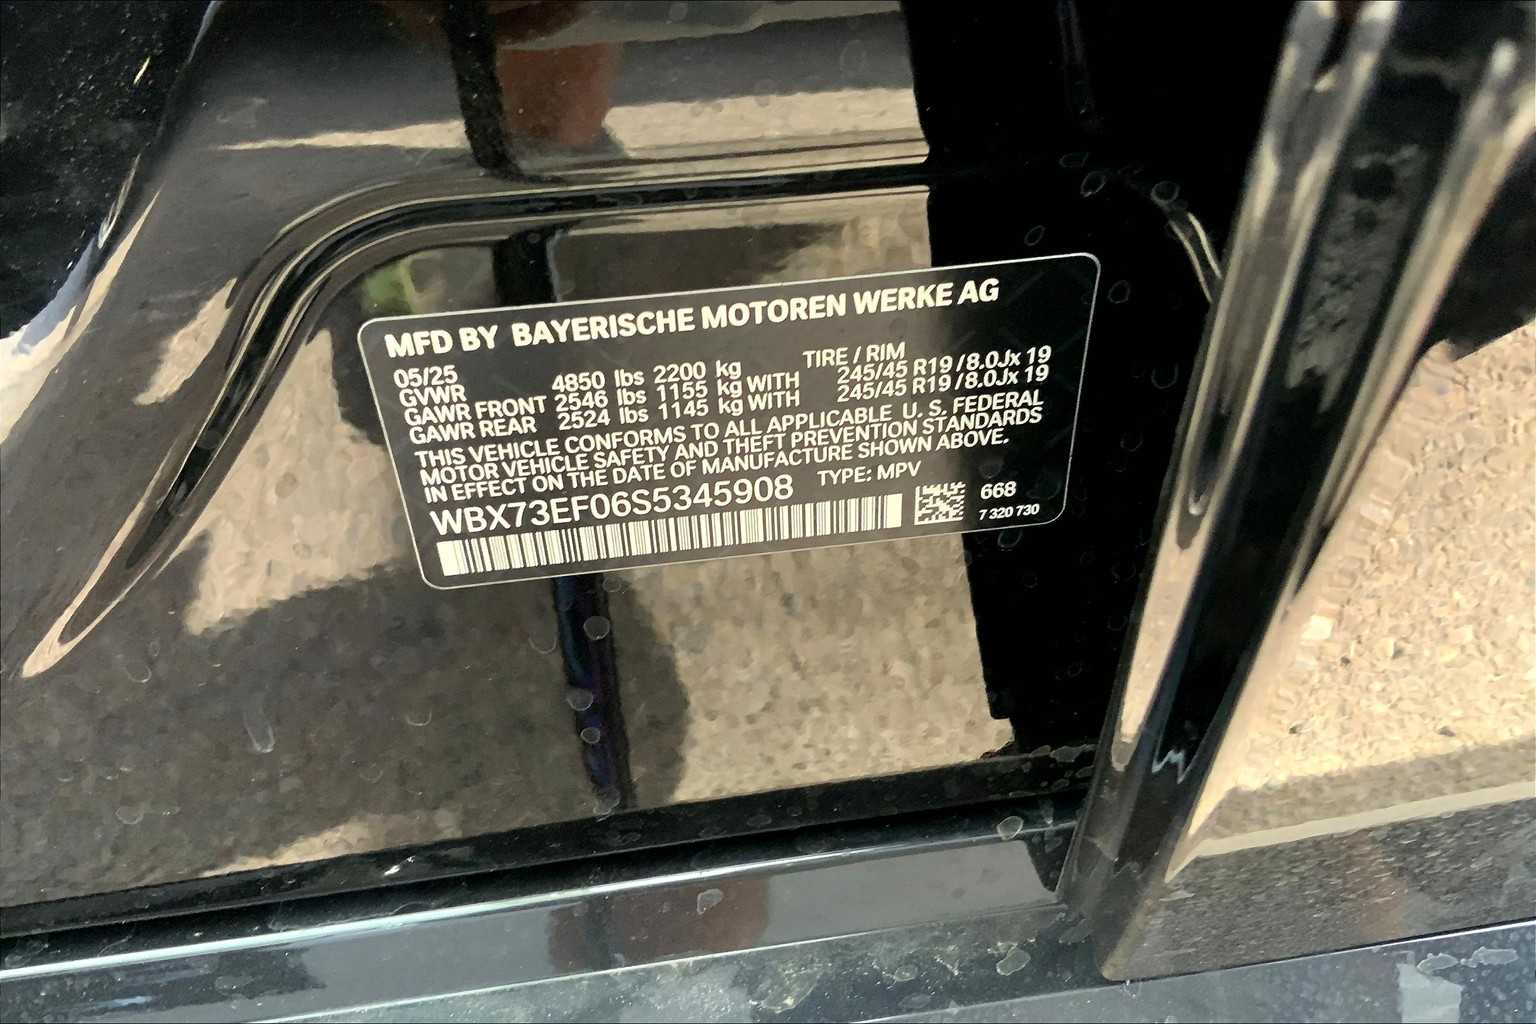 MFD BY BAYERISCHE MOTOREN WERKE AG
05/25 TIRE / RIM
GVWR 4850 lbs 2200 kg
GAWR FRONT 2546 lbs 1155 kg WITH 245/45 R19 /8.0Jx 19
GAWR REAR 2524 lbs 1145 kg WITH 245/45 R19 /8.0Jx 19
THIS VEHICLE CONFORMS TO ALL APPLICABLE U. S. FEDERAL
MOTOR VEHICLE SAFETY AND THEFT PREVENTION STANDARDS
IN EFFECT ON THE DATE OF MANUFACTURE SHOWN ABOVE.
WBX73EF06S5345908 TYPE: MPV
668
7 320 730